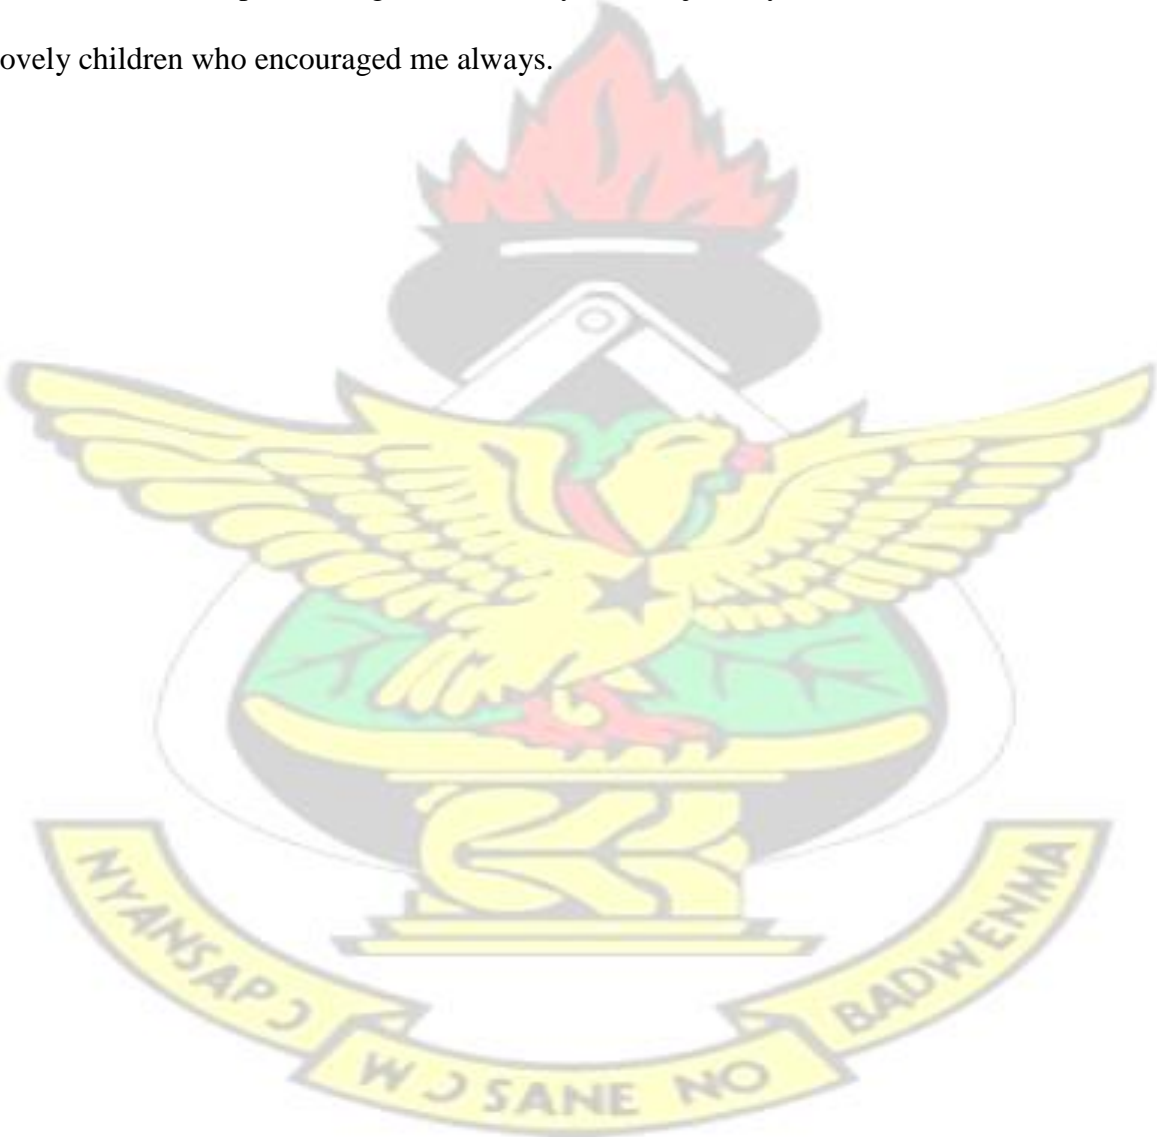 ovely children who encouraged me always.
NYANSAPƆ
WƆSANE NO
BADWENMA